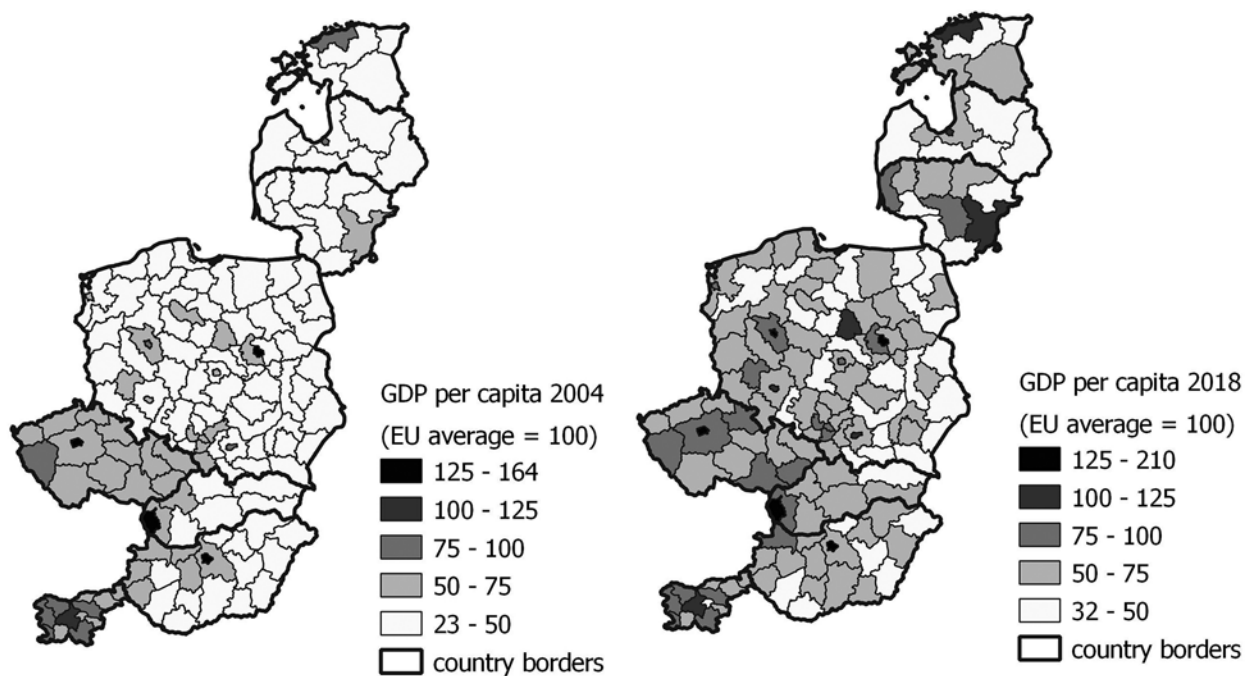 GDP per capita 2004
(EU average = 100)
125 - 164
100 - 125
75 - 100
50 - 75
23 - 50
country borders
GDP per capita 2018
(EU average = 100)
125 - 210
100 - 125
75 - 100
50 - 75
32 - 50
country borders